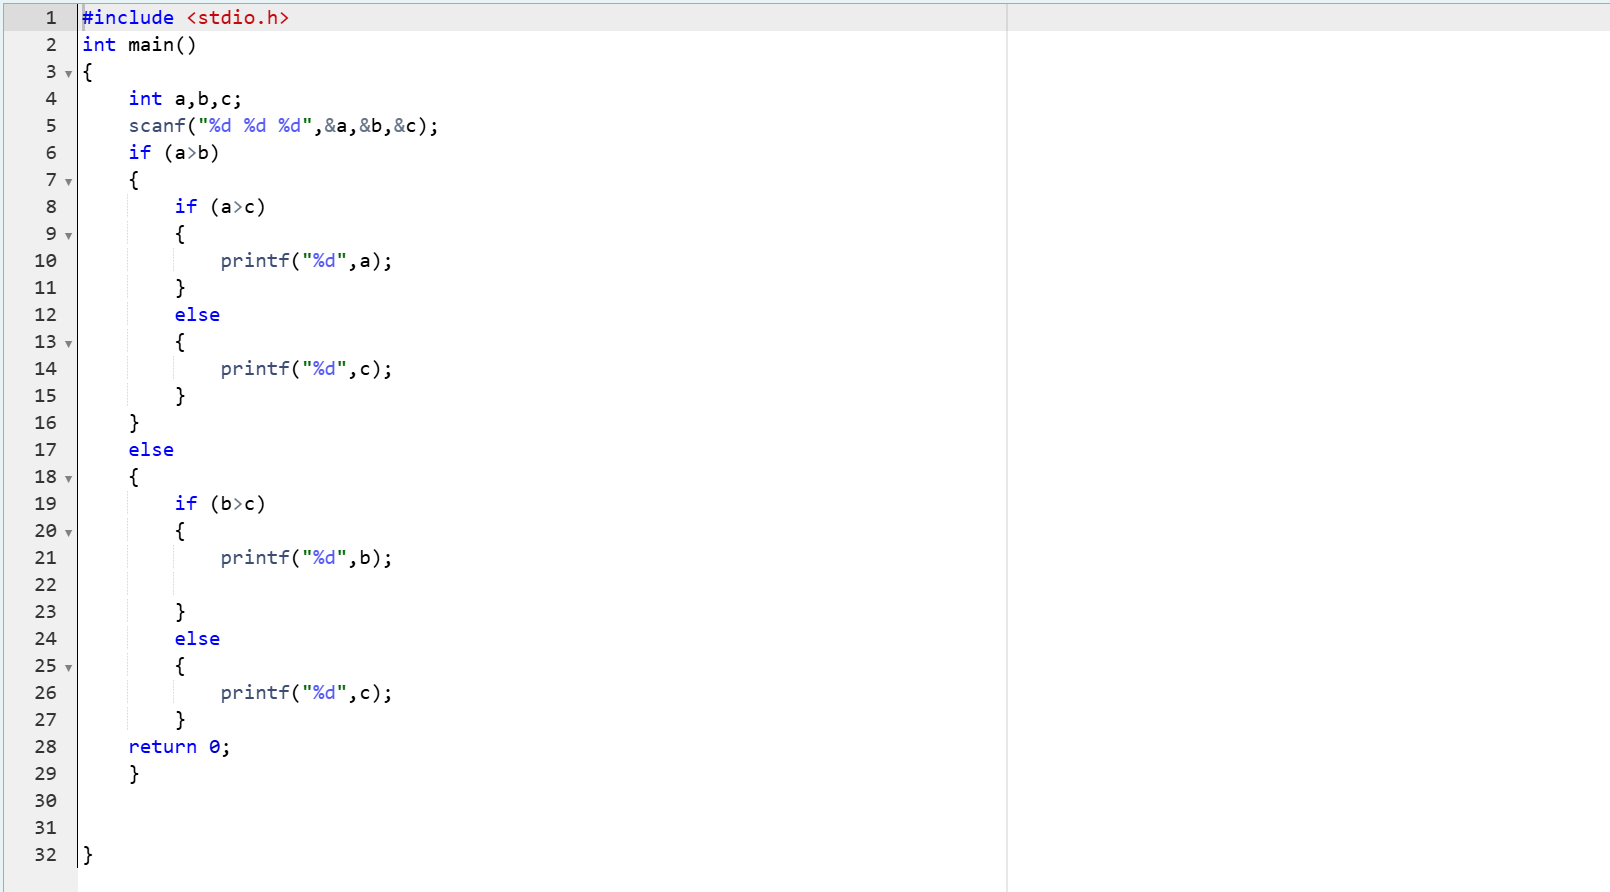 1 #include <stdio.h>
2 int main()
3 {
4     int a,b,c;
5     scanf("%d %d %d",&a,&b,&c);
6     if (a>b)
7     {
8         if (a>c)
9         {
10             printf("%d",a);
11         }
12         else
13         {
14             printf("%d",c);
15         }
16     }
17     else
18     {
19         if (b>c)
20         {
21             printf("%d",b);
22
23         }
24         else
25         {
26             printf("%d",c);
27         }
28     return 0;
29     }
30
31
32 }